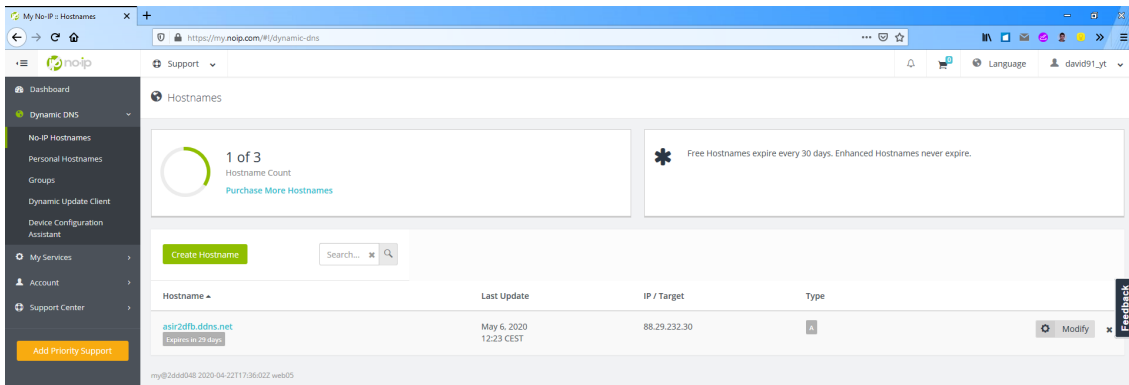 My No-IP :: Hostnames
https://my.noip.com/#!/dynamic-dns
no-ip
Support
0
Language
david91_yt
Dashboard
Dynamic DNS
No-IP Hostnames
Personal Hostnames
Groups
Dynamic Update Client
Device Configuration
Assistant
My Services
Account
Support Center
Add Priority Support
Hostnames
1 of 3
Hostname Count
Purchase More Hostnames
Free Hostnames expire every 30 days. Enhanced Hostnames never expire.
Create Hostname
Search...
Hostname
Last Update
IP / Target
Type
asir2dfb.ddns.net
Expires in 29 days
May 6, 2020
12:23 CEST
88.29.232.30
A
Modify
Feedback
my@2ddd048 2020-04-22T17:36:02Z web05